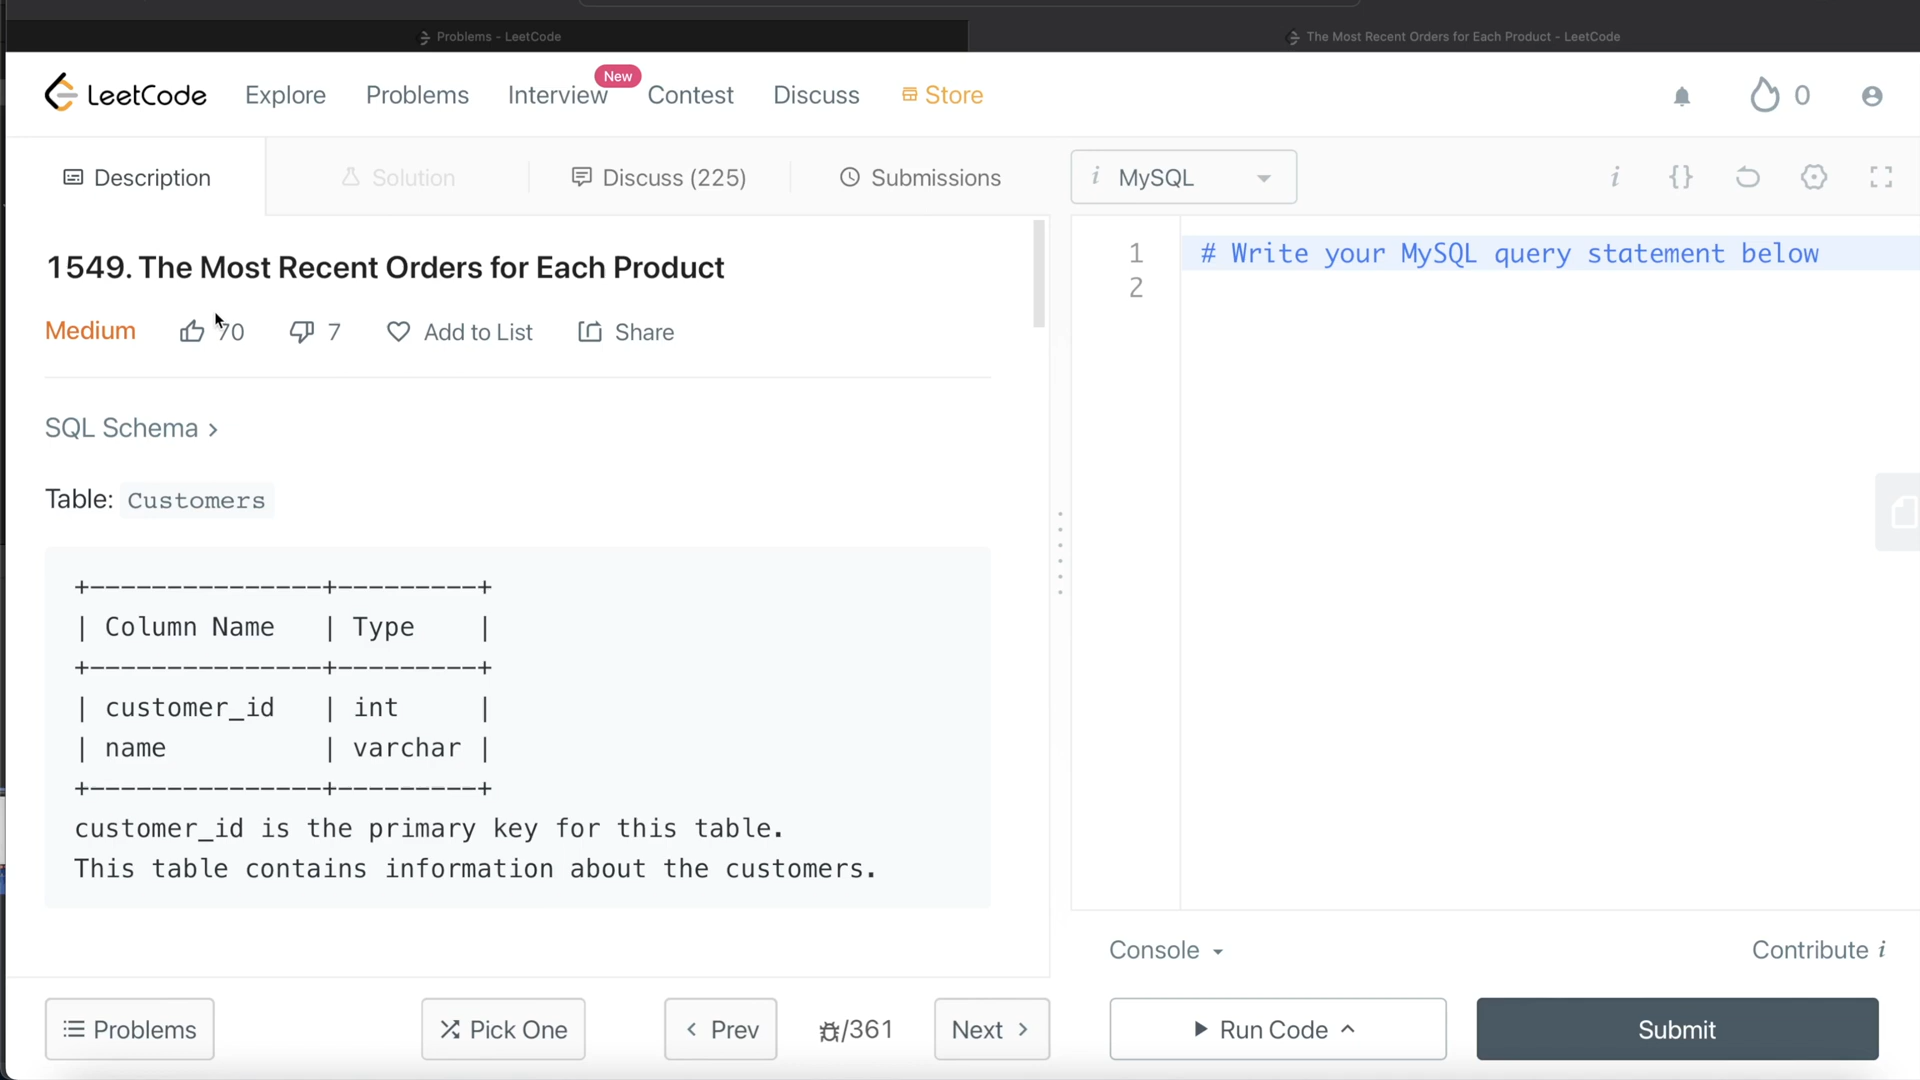 Problems - LeetCode
The Most Recent Orders for Each Product - LeetCode
LeetCode
Explore
Problems
Interview
New
Contest
Discuss
Store
0
Description
Solution
Discuss (225)
Submissions
i MySQL
i {}
1549. The Most Recent Orders for Each Product
Medium
70
7
Add to List
Share
SQL Schema >
Table: Customers
+----------------+---------+
| Column Name | Type |
+----------------+---------+
| customer_id | int |
| name | varchar |
+----------------+---------+
customer_id is the primary key for this table.
This table contains information about the customers.
1 # Write your MySQL query statement below
2
Console
Contribute i
Problems
Pick One
< Prev
/361
Next >
Run Code
Submit